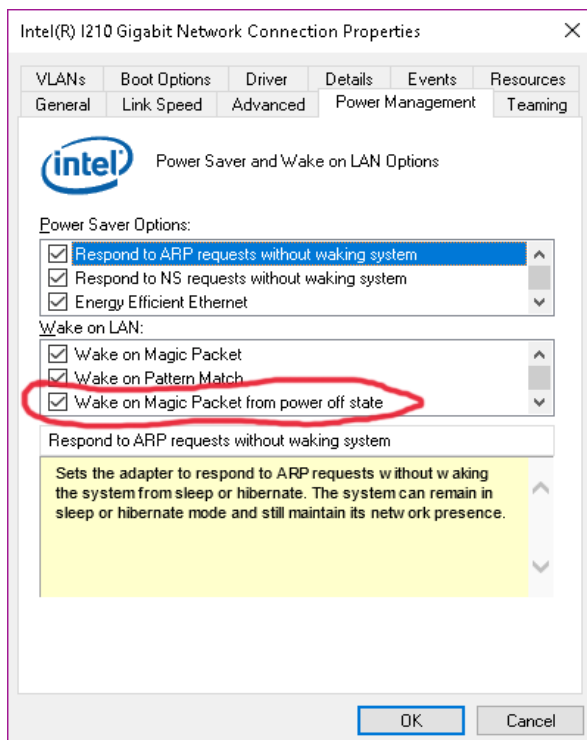 Intel(R) I210 Gigabit Network Connection Properties
VLANs Boot Options Driver Details Events Resources
General Link Speed Advanced Power Management Teaming
intel
Power Saver and Wake on LAN Options
Power Saver Options:
Respond to ARP requests without waking system
Respond to NS requests without waking system
Energy Efficient Ethernet
Wake on LAN:
Wake on Magic Packet
Wake on Pattern Match
Wake on Magic Packet from power off state
Respond to ARP requests without waking system
Sets the adapter to respond to ARP requests without waking
the system from sleep or hibernate. The system can remain in
sleep or hibernate mode and still maintain its network presence.
OK Cancel